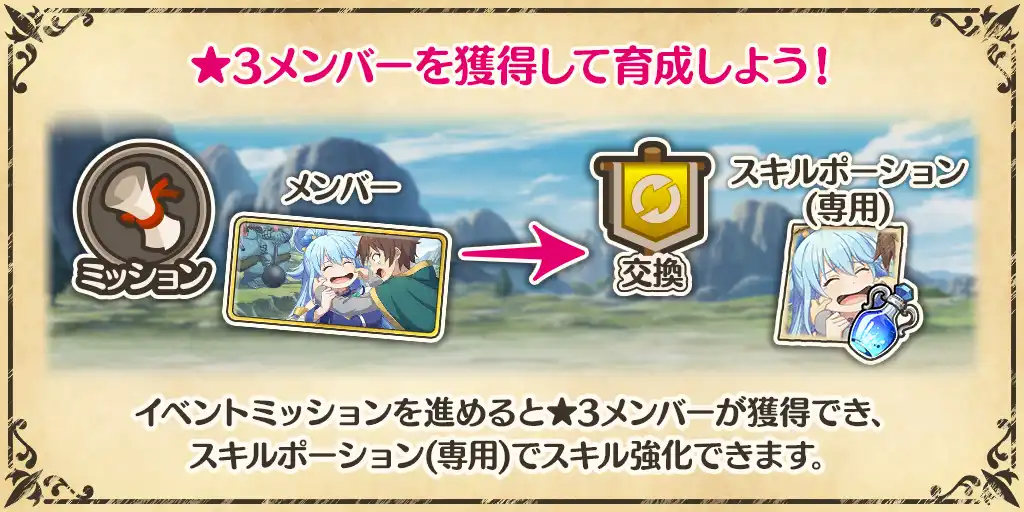 ★3メンバーを獲得して育成しよう!
メンバー
スキルポーション
(専用)
ミッション
交換
イベントミッションを進めると★3メンバーが獲得でき、
スキルポーション(専用)でスキル強化できます。